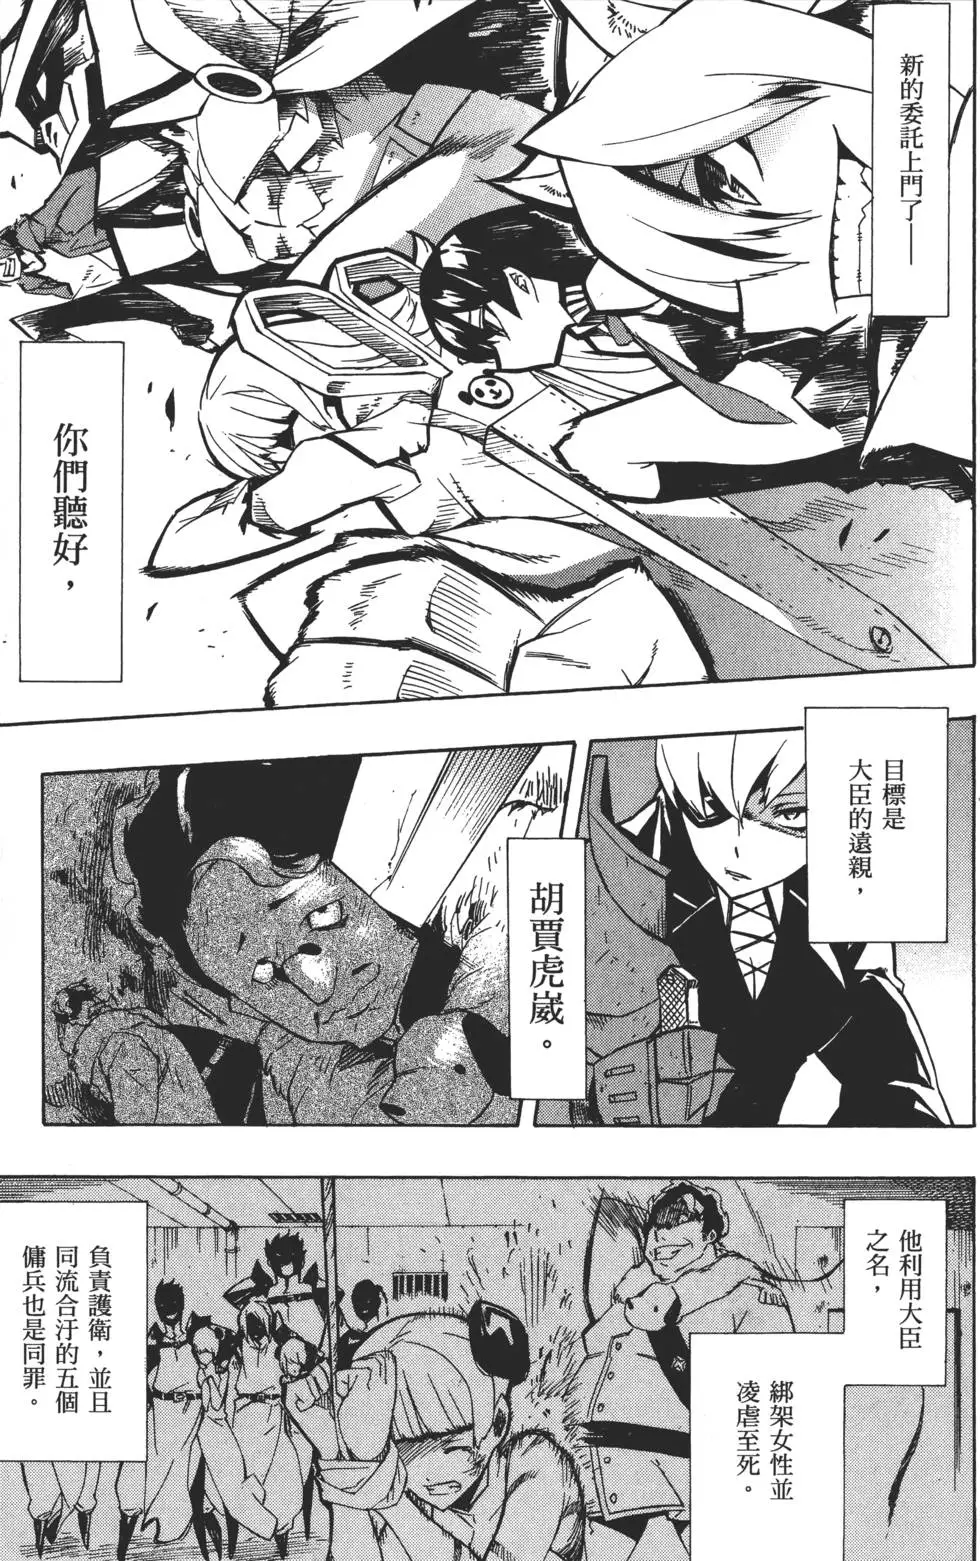 新的委託上門了——
你們聽好，
目標是
大臣的遠親，
胡賈虎崴。
他利用大臣
之名，
綁架女性並
凌虐至死。
負責護衛，並且
同流合汙的五個
傭兵也是同罪。